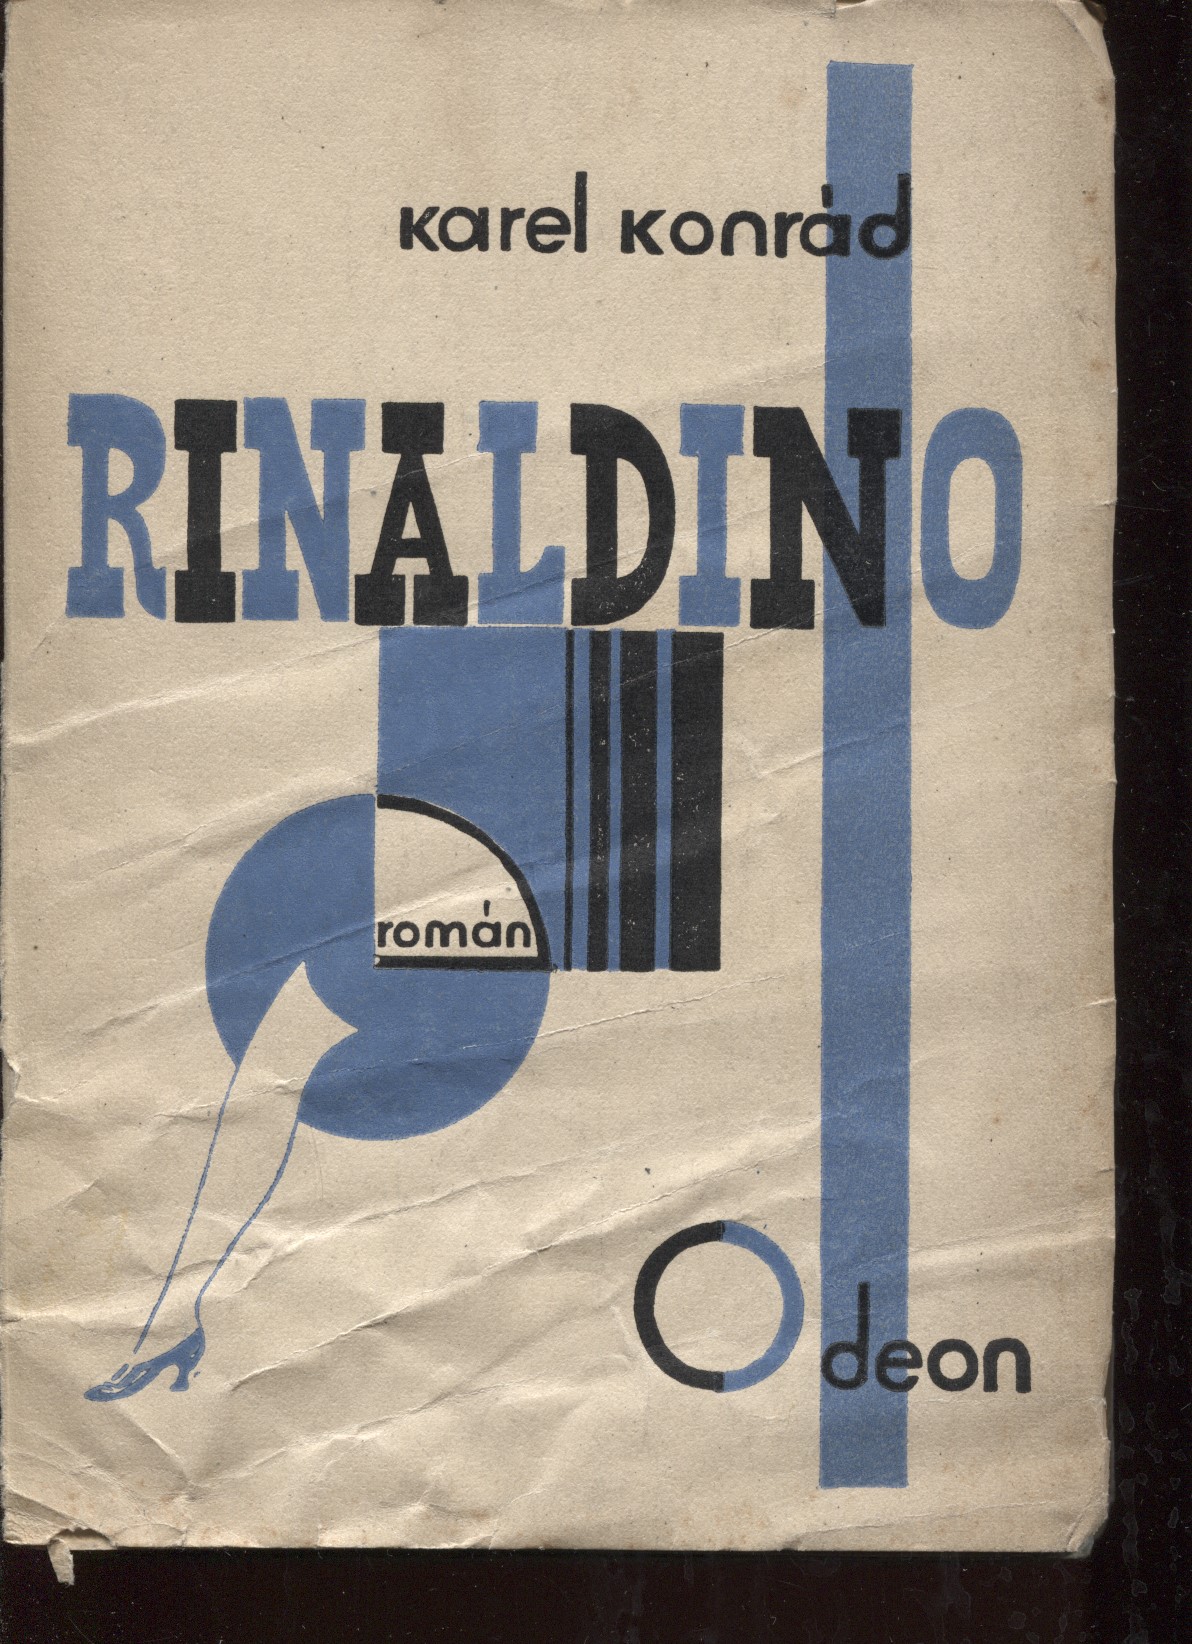 Karel Konrád
RINALDINO
román
Odeon